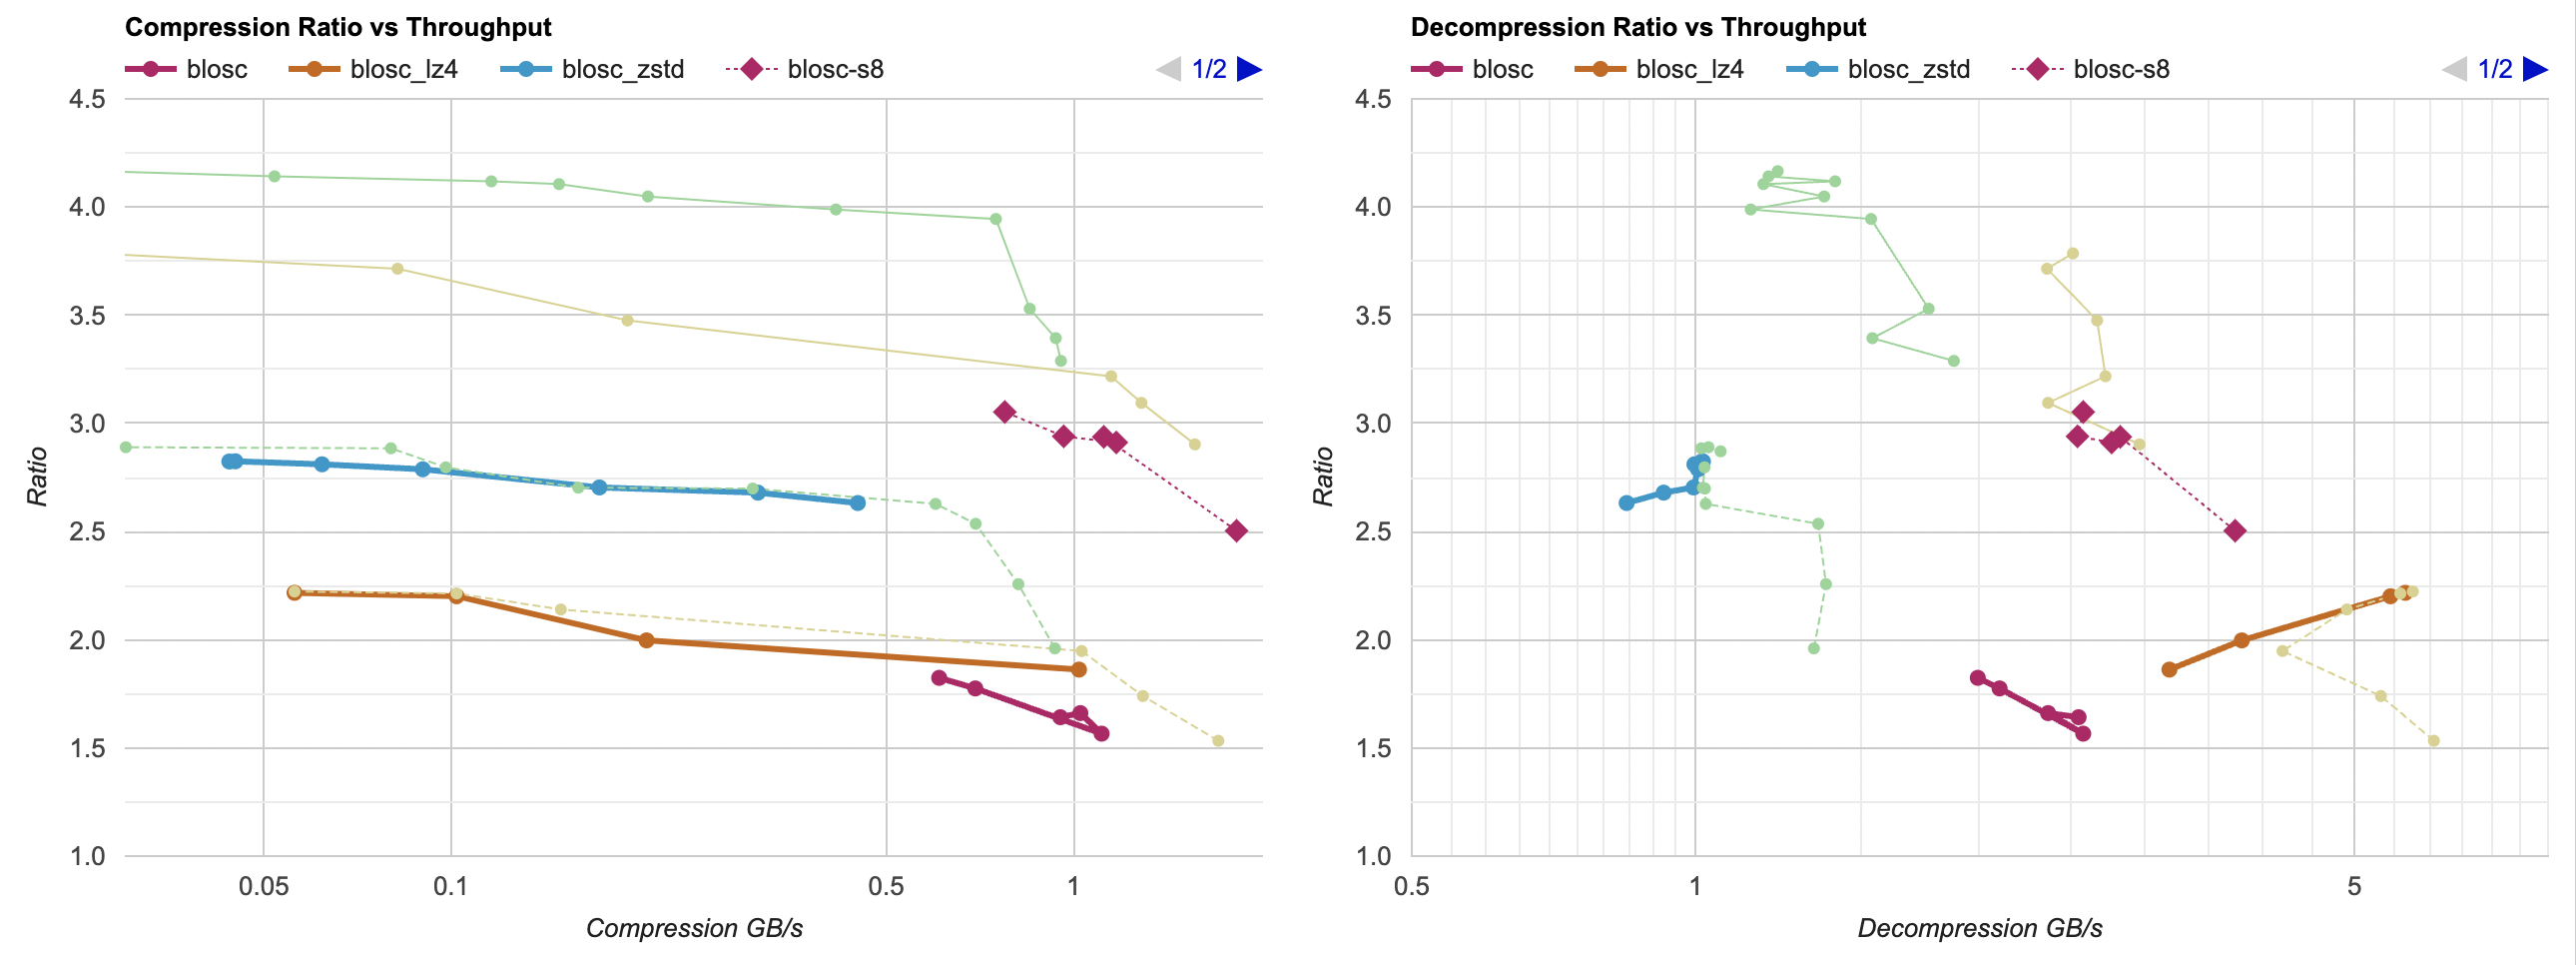 Compression Ratio vs Throughput
blosc blosc_lz4 blosc_zstd blosc-s8 1/2
4.5
4.0
3.5
3.0
2.5
2.0
1.5
1.0
Ratio
0.05 0.1 0.5 1
Compression GB/s
Decompression Ratio vs Throughput
blosc blosc_lz4 blosc_zstd blosc-s8 1/2
4.5
4.0
3.5
3.0
2.5
2.0
1.5
1.0
Ratio
0.5 1 5
Decompression GB/s